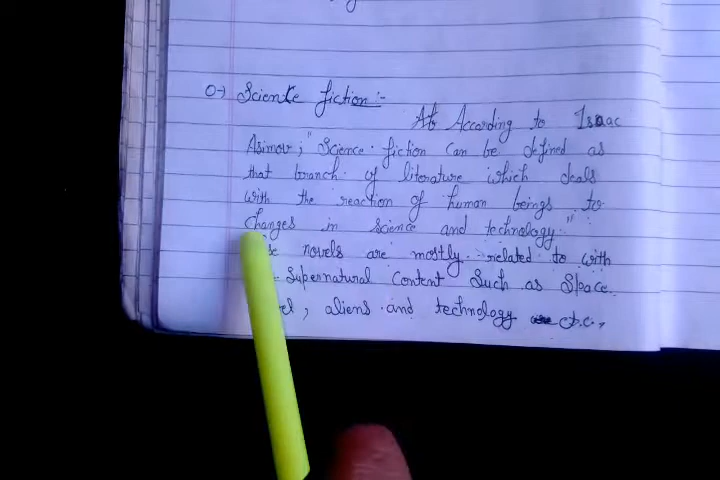 O→ Science fiction :-
According to Isaac
Asimov ; "Science fiction can be defined as
that branch of literature which deals
with the reaction of human beings to
changes in science and technology."
novels are mostly related to with
Supernatural content Such as Space
, aliens and technology etc.,